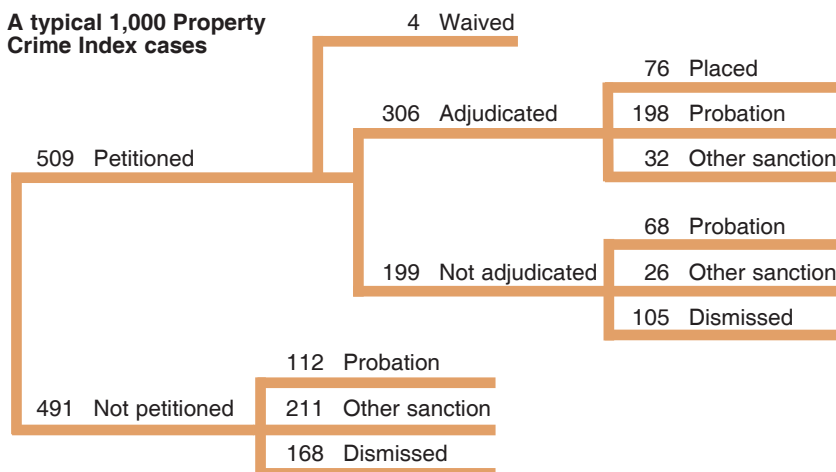 A typical 1,000 Property
Crime Index cases
4 Waived
76 Placed
306 Adjudicated
198 Probation
509 Petitioned
32 Other sanction
68 Probation
199 Not adjudicated
26 Other sanction
105 Dismissed
112 Probation
491 Not petitioned
211 Other sanction
168 Dismissed